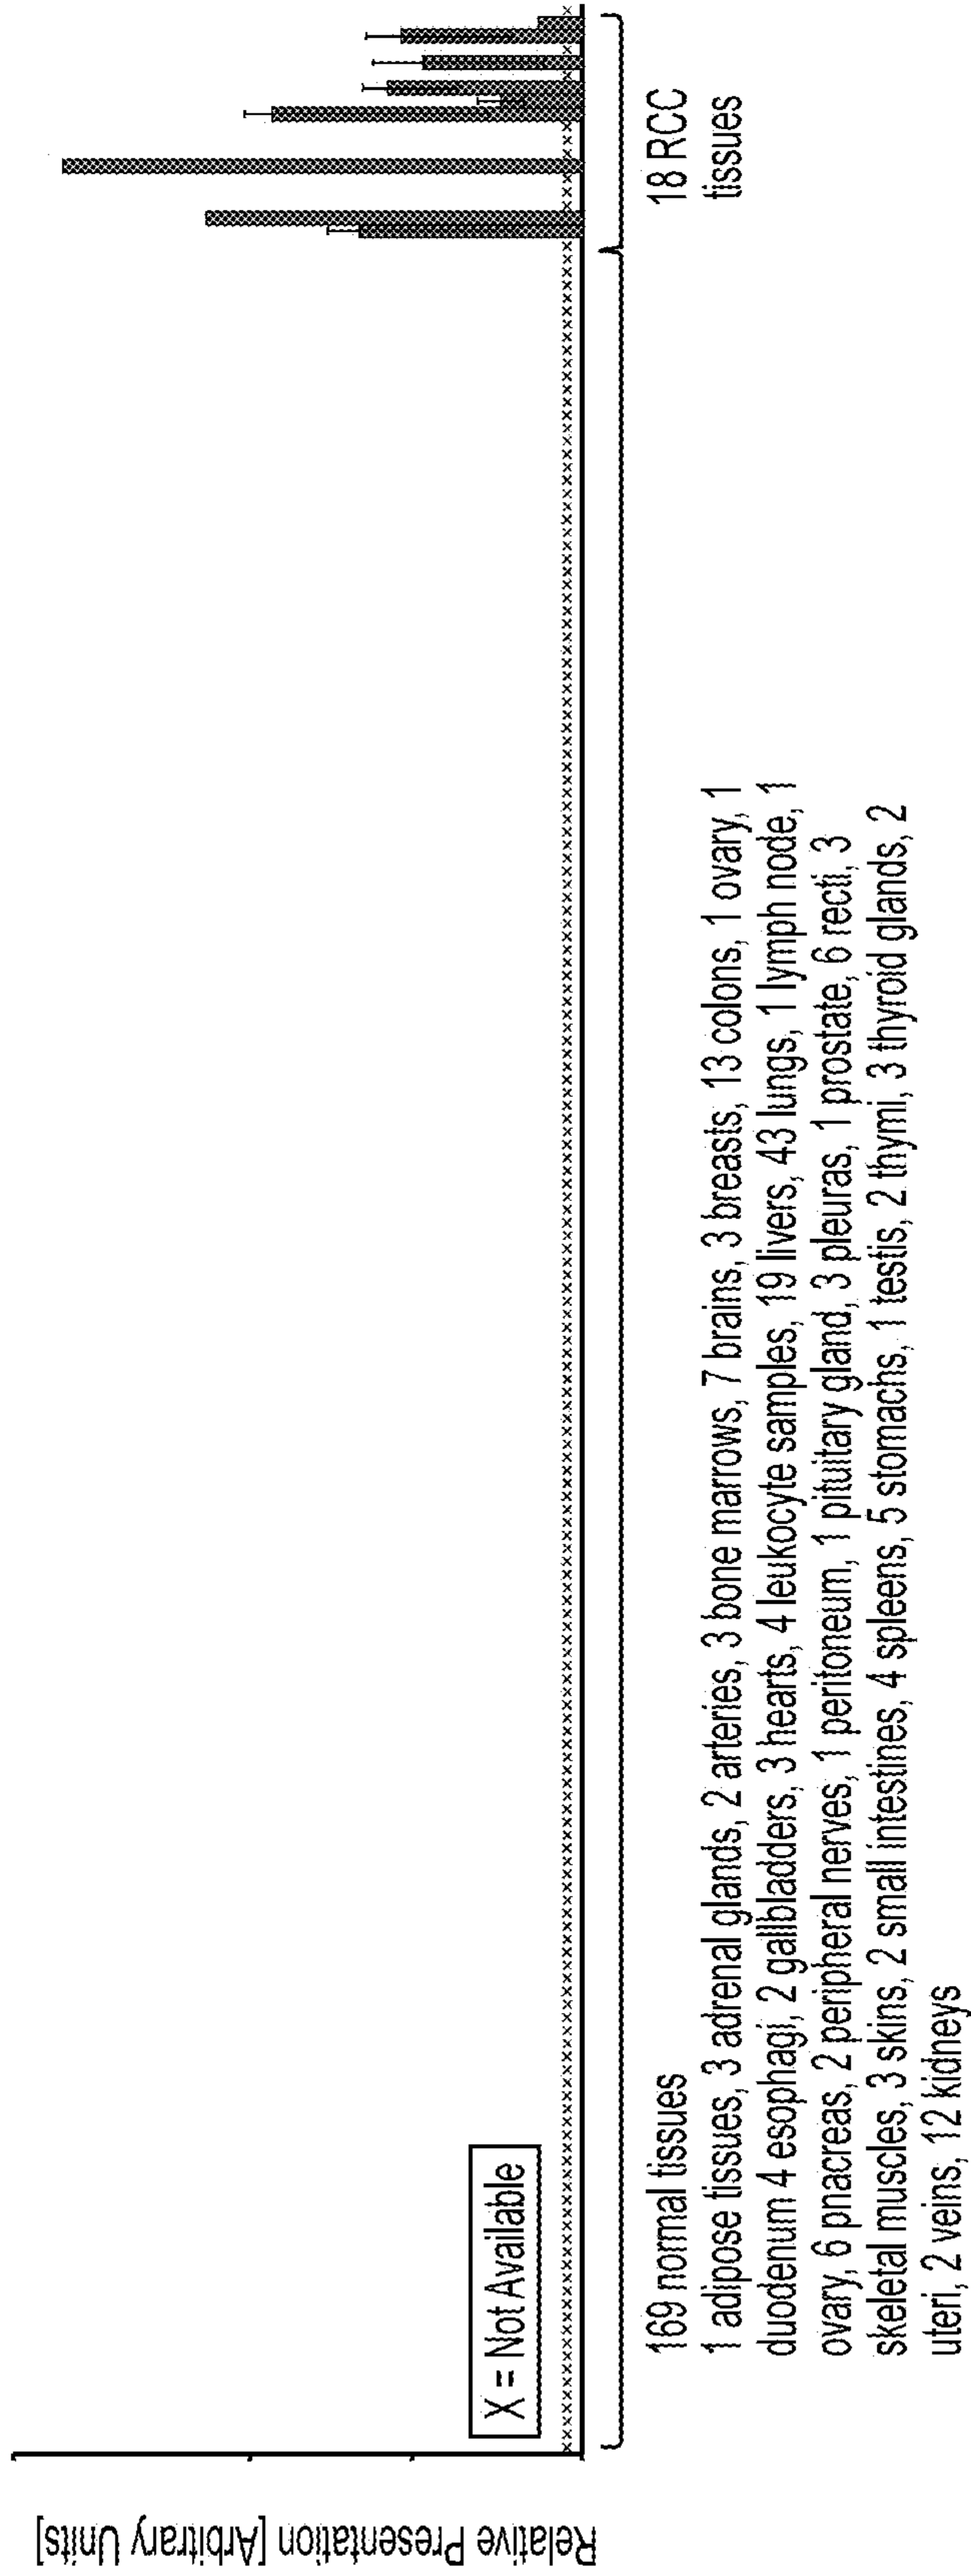 Relative Presentation [Arbitrary Units]
X = Not Available
169 normal tissues
1 adipose tissues, 3 adrenal glands, 2 arteries, 3 bone marrows, 7 brains, 3 breasts, 13 colons, 1 ovary, 1
duodenum 4 esophagi, 2 gallbladders, 3 hearts, 4 leukocyte samples, 19 livers, 43 lungs, 1 lymph node, 1
ovary, 6 pnacreas, 2 peripheral nerves, 1 peritoneum, 1 pituitary gland, 3 pleuras, 1 prostate, 6 recti, 3
skeletal muscles, 3 skins, 2 small intestines, 4 spleens, 5 stomachs, 1 testis, 2 thymi, 3 thyroid glands, 2
uteri, 2 veins, 12 kidneys
18 RCC
tissues